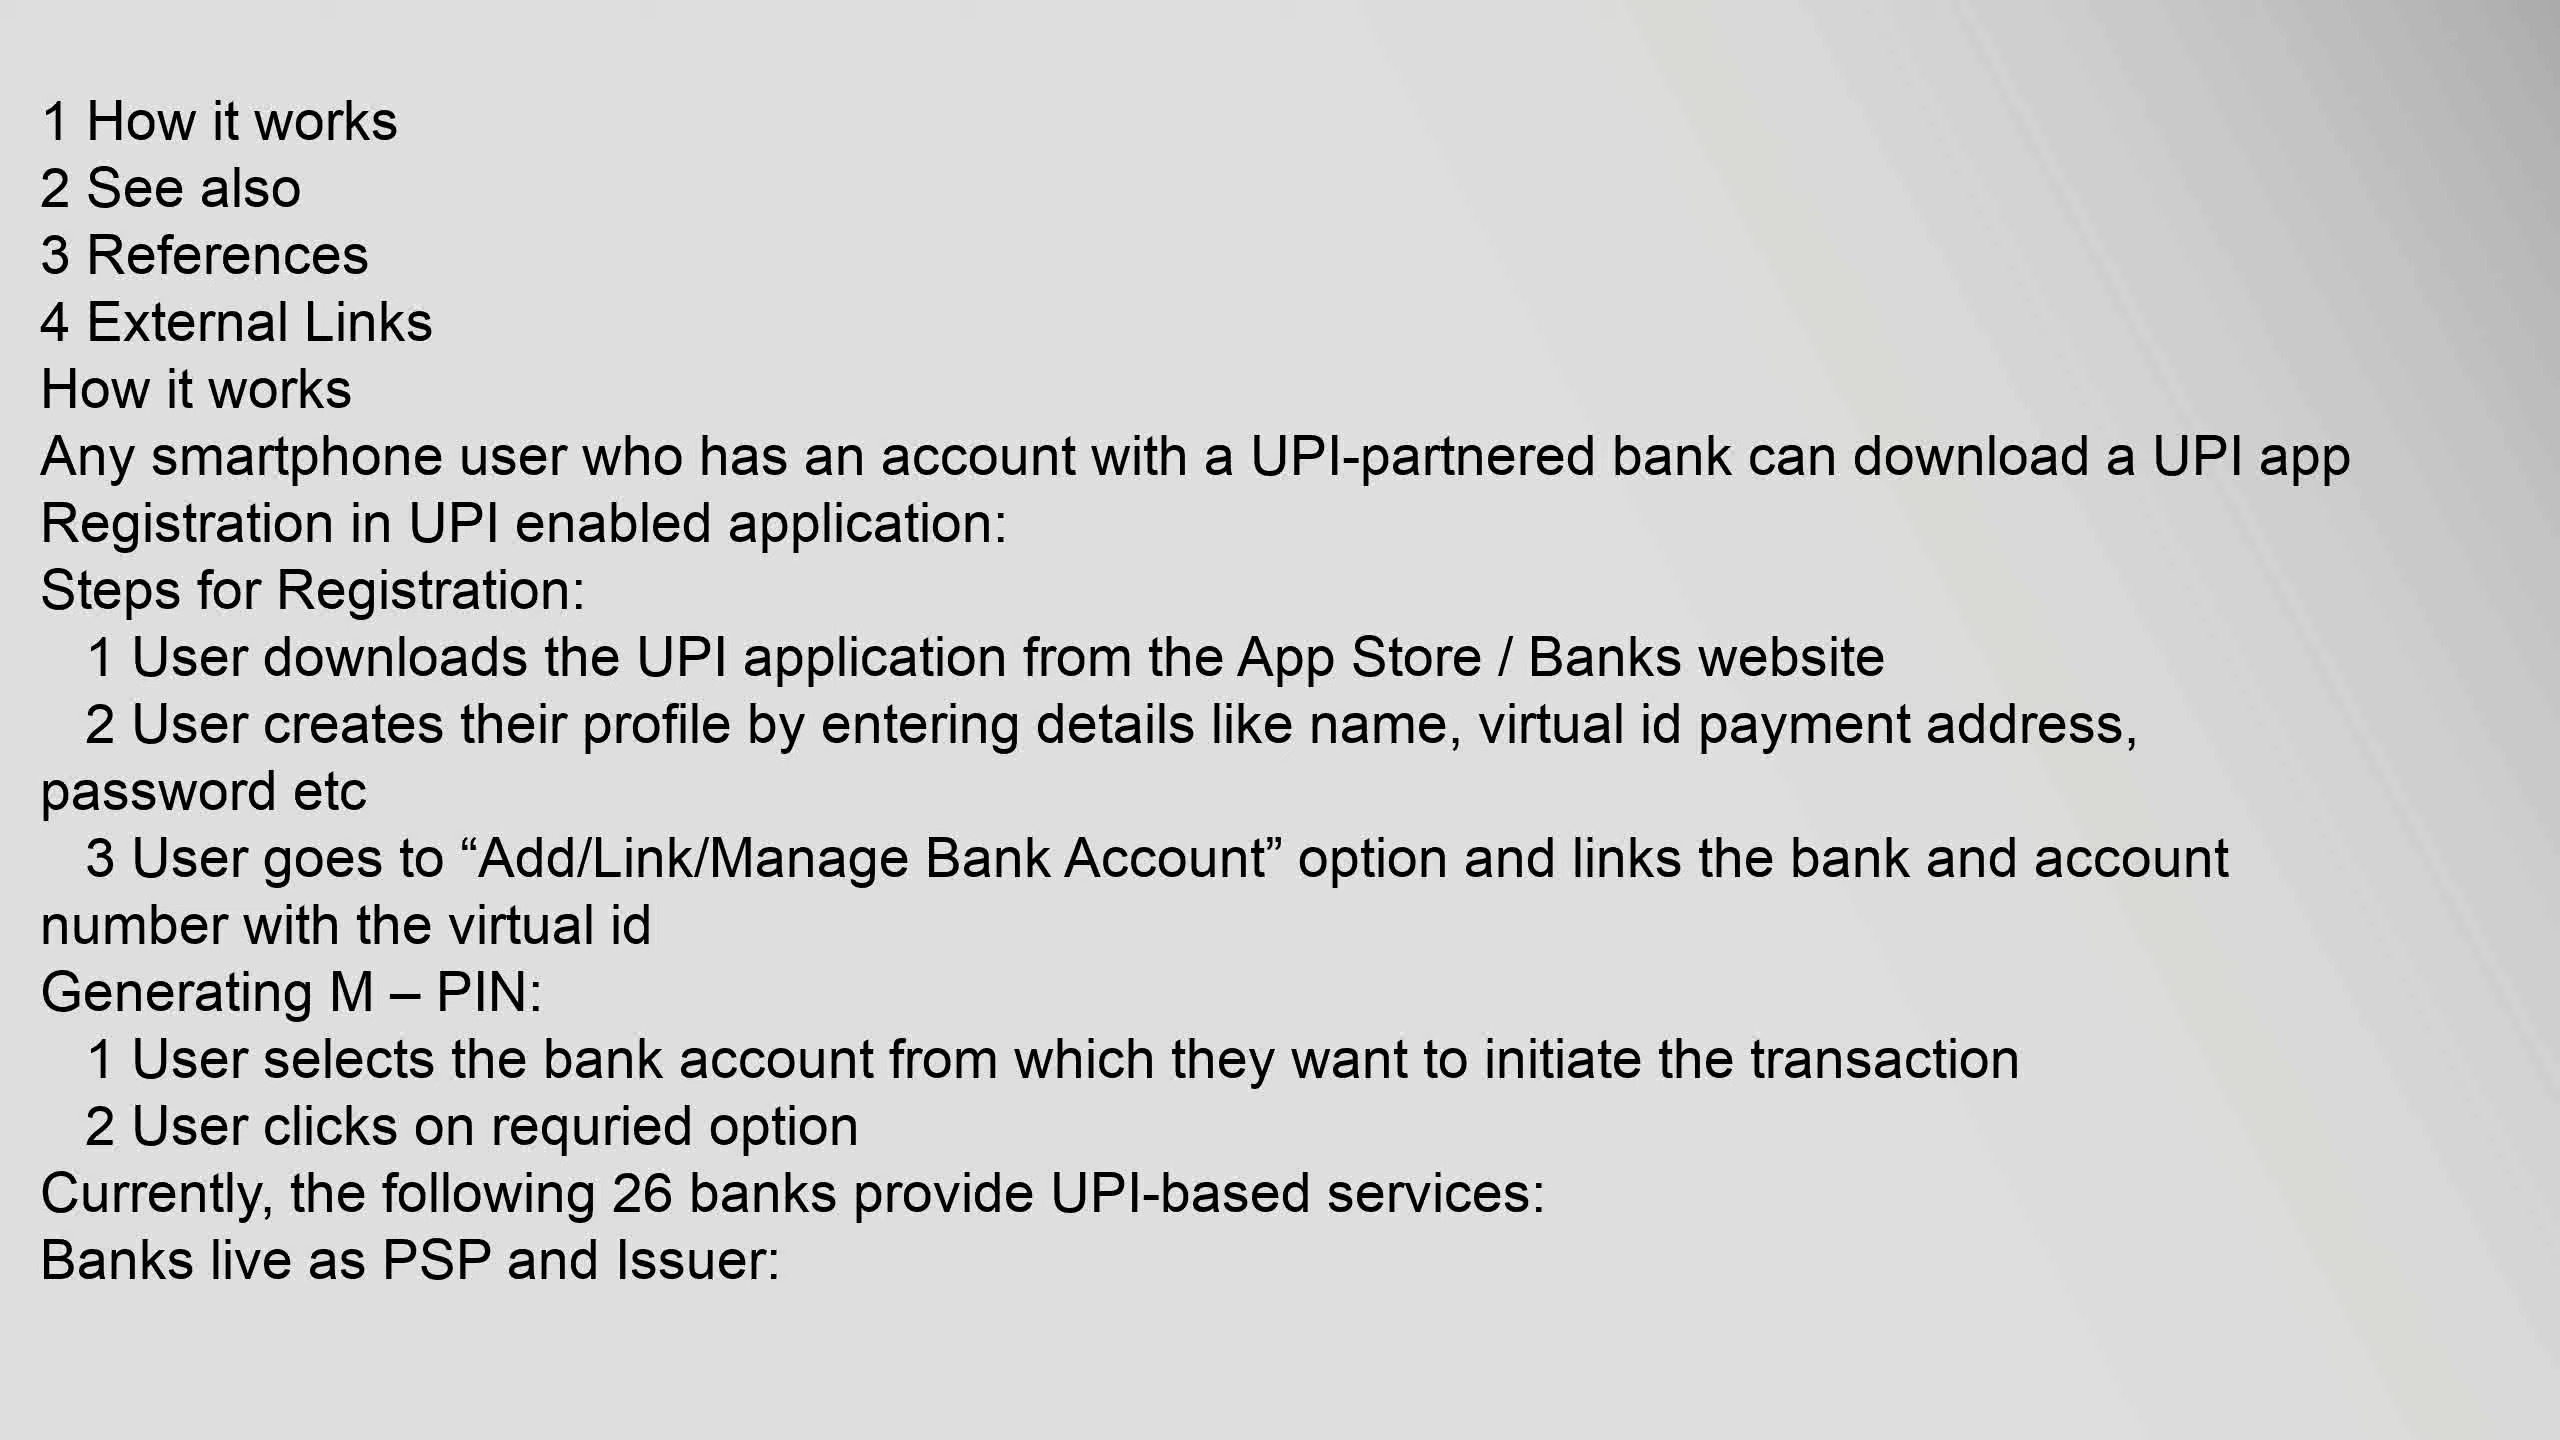 1 How it works
2 See also
3 References
4 External Links
How it works
Any smartphone user who has an account with a UPI-partnered bank can download a UPI app
Registration in UPI enabled application:
Steps for Registration:
1 User downloads the UPI application from the App Store / Banks website
2 User creates their profile by entering details like name, virtual id payment address,
password etc
3 User goes to “Add/Link/Manage Bank Account” option and links the bank and account
number with the virtual id
Generating M – PIN:
1 User selects the bank account from which they want to initiate the transaction
2 User clicks on requried option
Currently, the following 26 banks provide UPI-based services:
Banks live as PSP and Issuer: